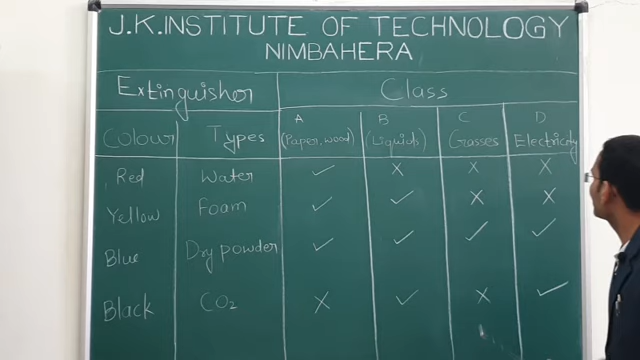 J.K.INSTITUTE OF TECHNOLOGY
NIMBAHERA
Extinguisher Class
Colour Types A (Paper, wood) B (Liquids) C Gasses D Electricity
Red Water ✓ X X X
Yellow Foam ✓ ✓ X X
Blue Dry powder ✓ ✓ ✓ ✓
Black CO₂ X ✓ X ✓